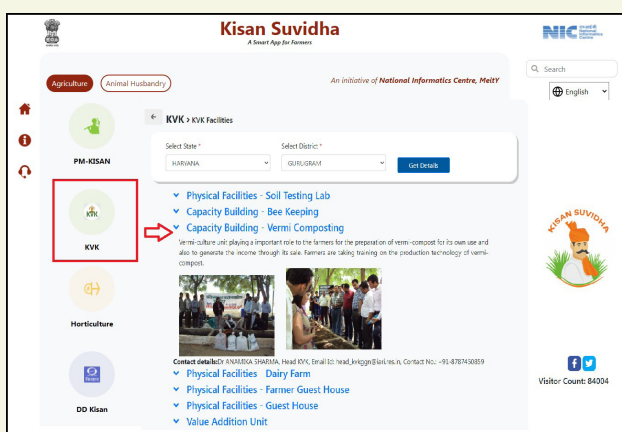 Kisan Suvidha
A Smart App for Farmers
NIC
National
Informatics
Centre
Search
Agriculture
Animal Husbandry
An initiative of National Informatics Centre, MeitY
English
KVK > KVK Facilities
Select State *
Select District *
HARYANA
GURUGRAM
Get Details
PM-KISAN
Physical Facilities - Soil Testing Lab
Capacity Building - Bee Keeping
Capacity Building - Vermi Composting
KVK
KVK
Vermi-culture unit playing a important role to the farmers for the preparation of vermi-compost for its own use and
also to generate the income through its sale. Farmers are taking training on the production technology of vermi-
compost.
KISAN SUVIDHA
Horticulture
Contact details:Dr ANAMIKA SHARMA, Head KVK, Email Id: head_kvkggn@iari.res.in, Contact No.: +91-8787450859
Physical Facilities - Dairy Farm
Physical Facilities - Farmer Guest House
Physical Facilities - Guest House
Value Addition Unit
DD Kisan
Visitor Count: 84004